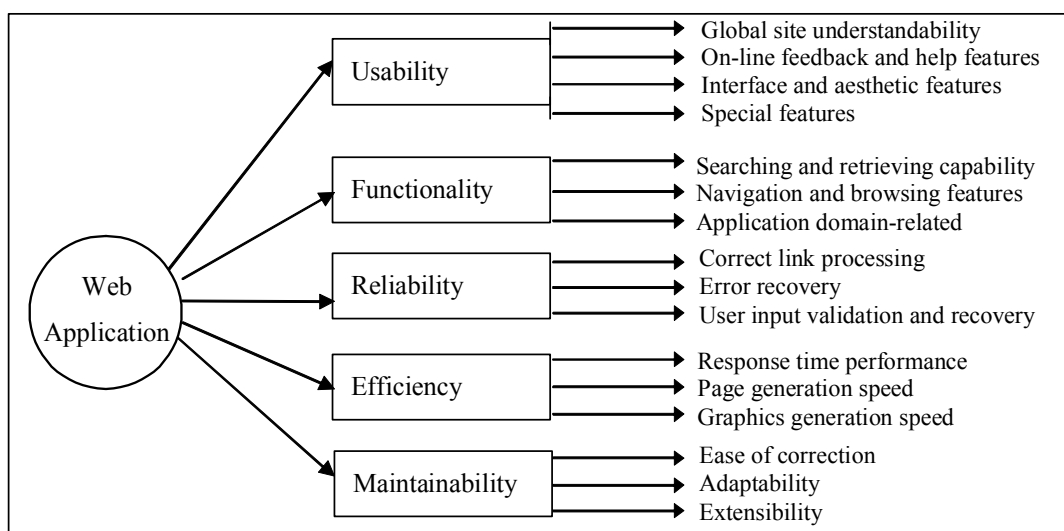 Web
Application
Usability
Global site understandability
On-line feedback and help features
Interface and aesthetic features
Special features
Functionality
Searching and retrieving capability
Navigation and browsing features
Application domain-related
Reliability
Correct link processing
Error recovery
User input validation and recovery
Efficiency
Response time performance
Page generation speed
Graphics generation speed
Maintainability
Ease of correction
Adaptability
Extensibility